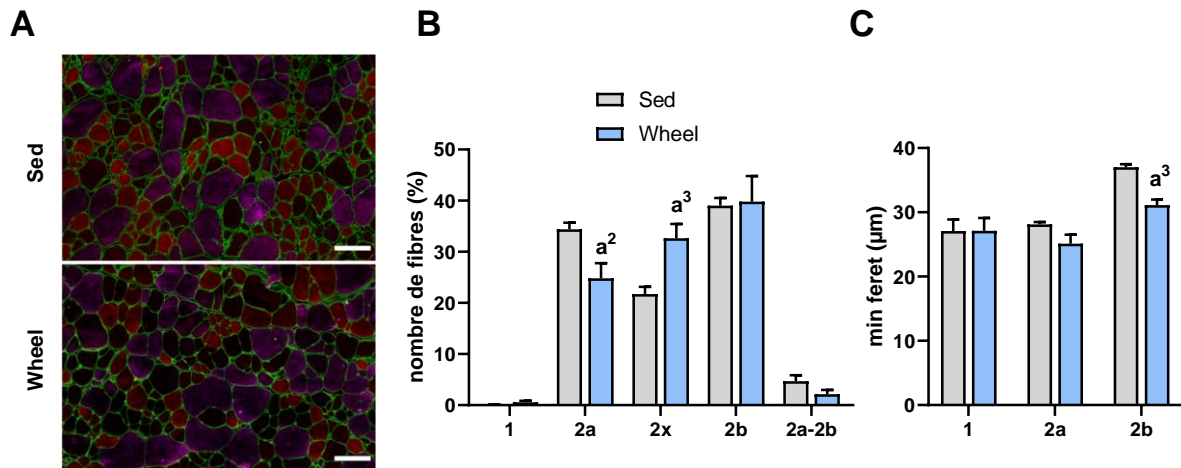 A
Sed
Wheel
B
Sed
Wheel
nombre de fibres (%)
50
40
30
20
10
0
a²
a³
1 2a 2x 2b 2a-2b
C
min feret (µm)
40
30
20
10
0
a³
1 2a 2b